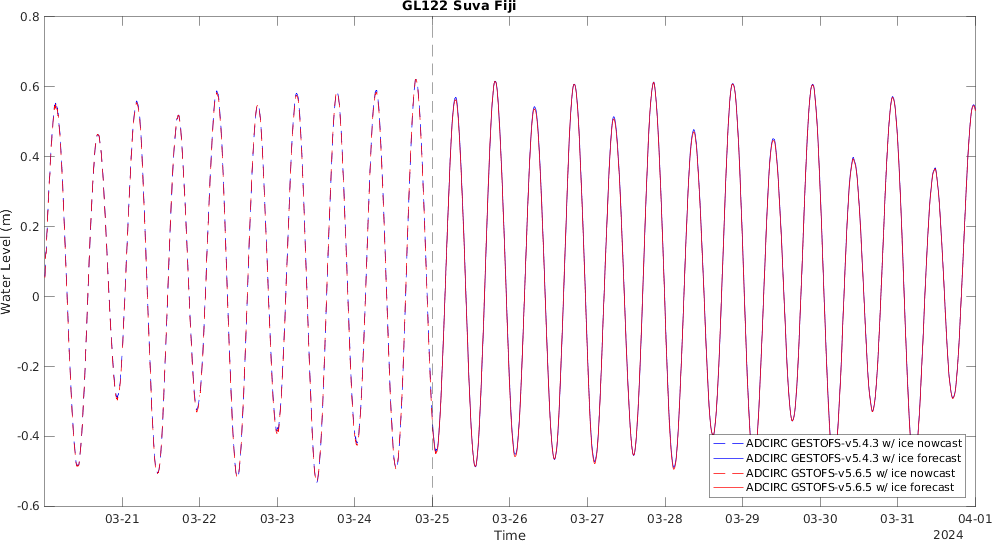 GL122 Suva Fiji
0.8
0.6
0.4
0.2
0
-0.2
-0.4
-0.6
Water Level (m)
ADCIRC GESTOFS-v5.4.3 w/ ice nowcast
ADCIRC GESTOFS-v5.4.3 w/ ice forecast
ADCIRC GSTOFS-v5.6.5 w/ ice nowcast
ADCIRC GSTOFS-v5.6.5 w/ ice forecast
03-21 03-22 03-23 03-24 03-25 03-26 03-27 03-28 03-29 03-30 03-31 04-01
Time
2024